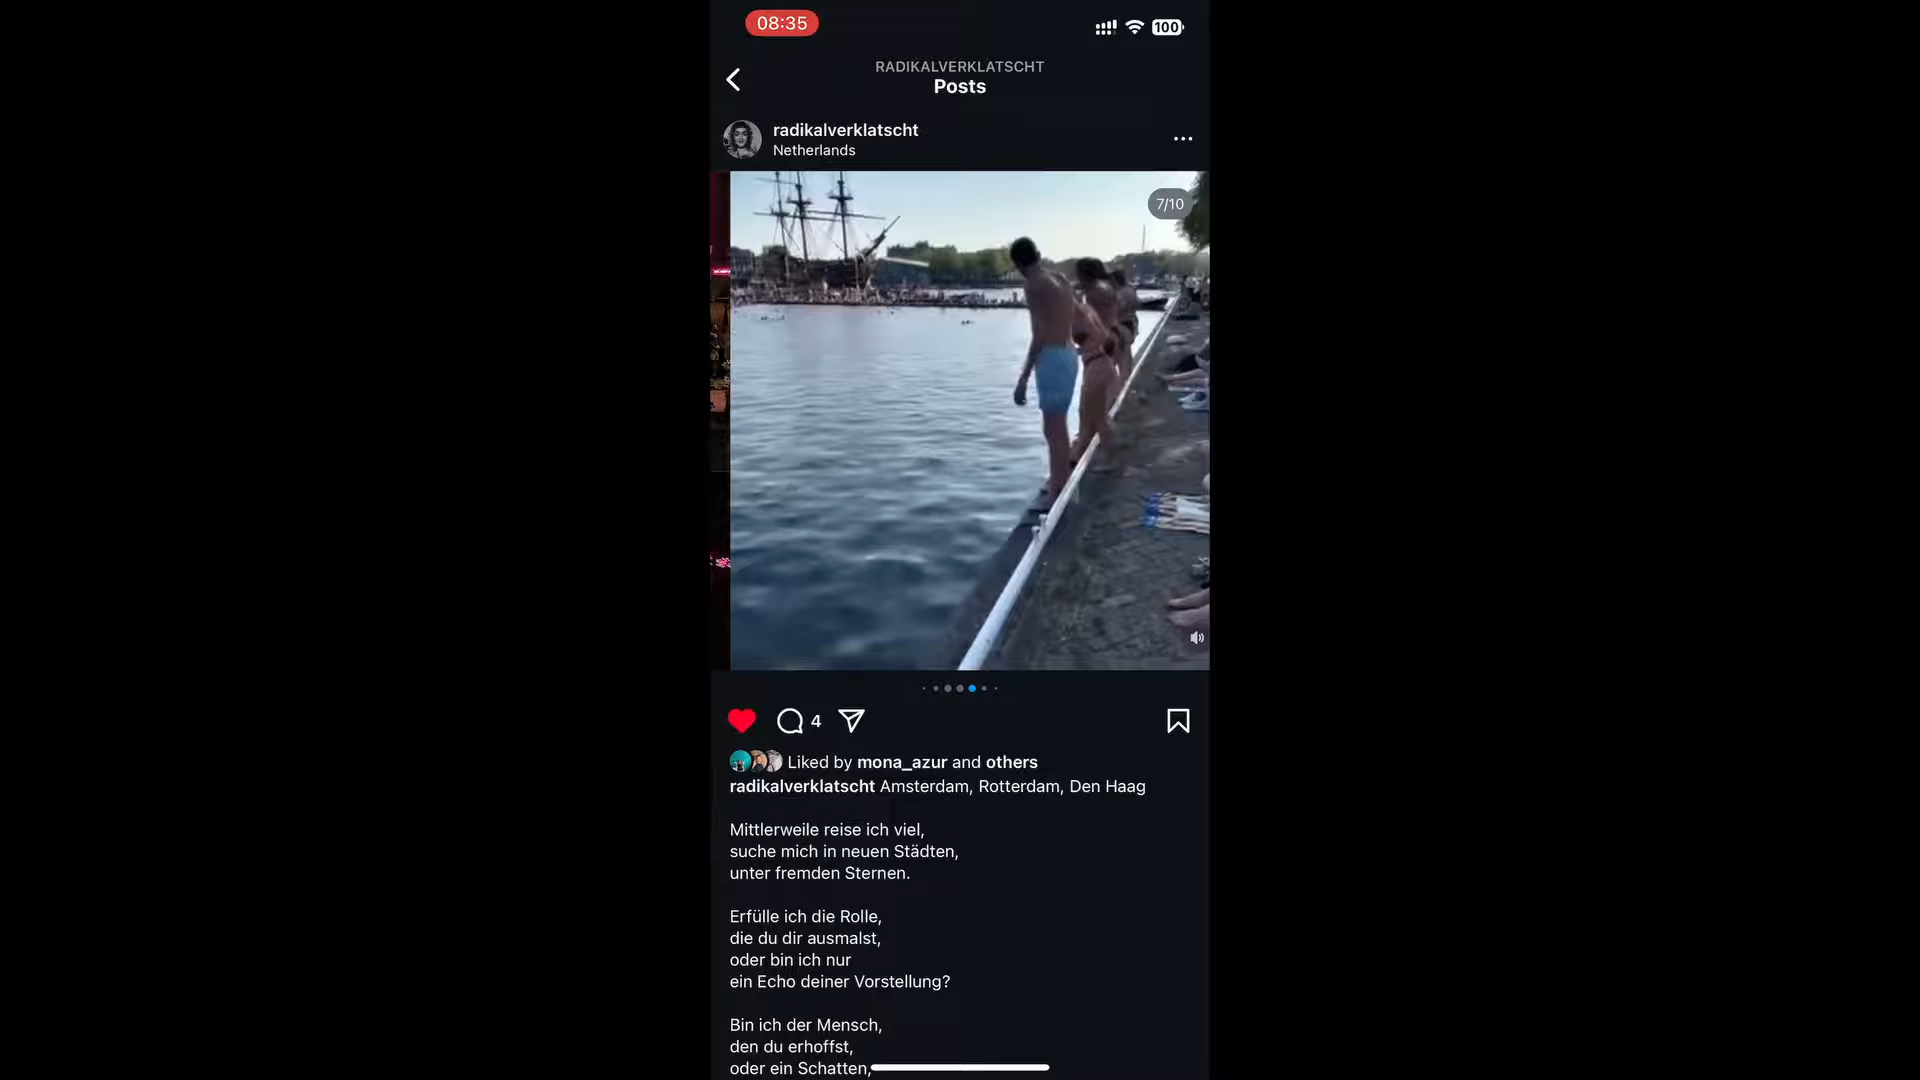 08:35
100
RADIKALVERKLATSCHT
Posts
radikalverklatscht
Netherlands
7/10
4
Liked by mona_azur and others
radikalverklatscht Amsterdam, Rotterdam, Den Haag
Mittlerweile reise ich viel,
suche mich in neuen Städten,
unter fremden Sternen.
Erfülle ich die Rolle,
die du dir ausmalst,
oder bin ich nur
ein Echo deiner Vorstellung?
Bin ich der Mensch,
den du erhoffst,
oder ein Schatten,